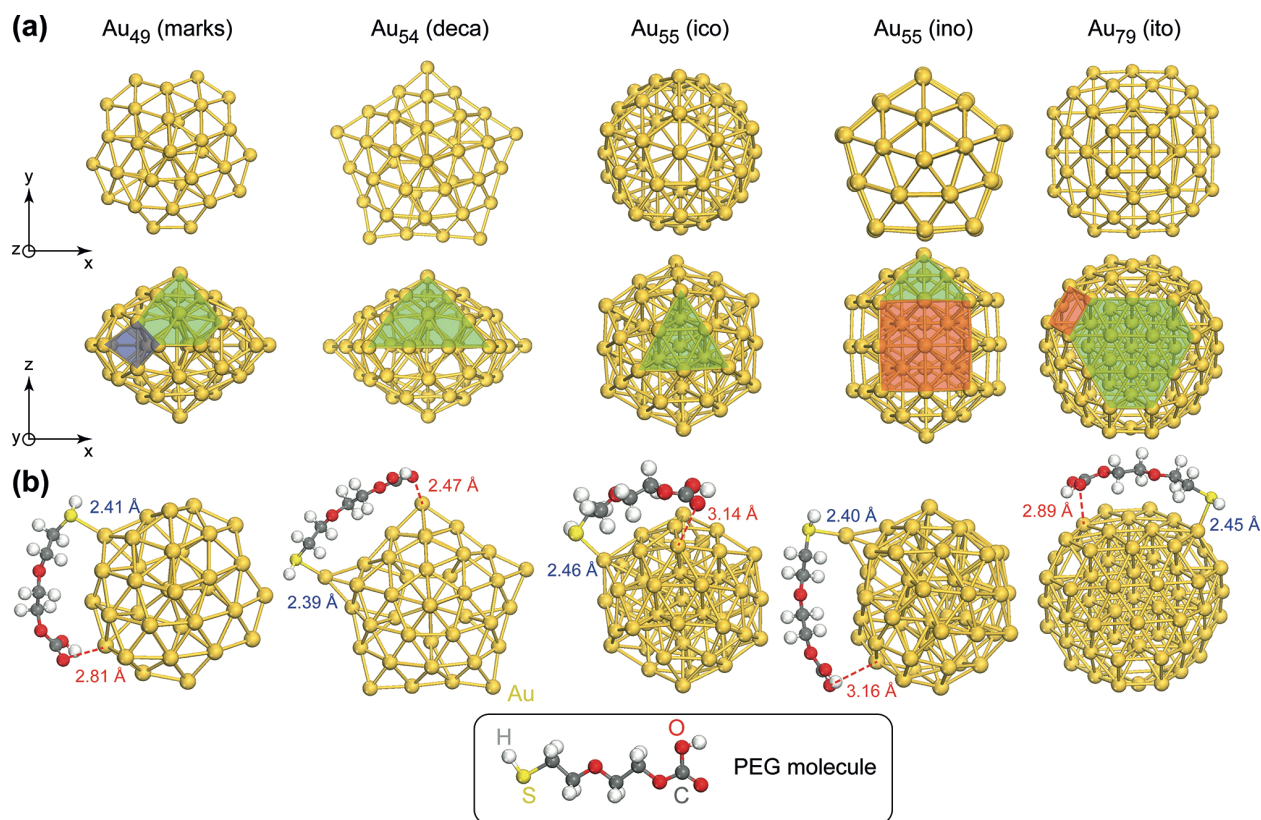 (a)
Au49 (marks)
Au54 (deca)
Au55 (ico)
Au55 (ino)
Au79 (ito)
y
z
x
z
y
x
(b)
2.41 Å
2.81 Å
2.47 Å
2.39 Å
Au
3.14 Å
2.46 Å
2.40 Å
3.16 Å
2.89 Å
2.45 Å
H
S
O
C
PEG molecule